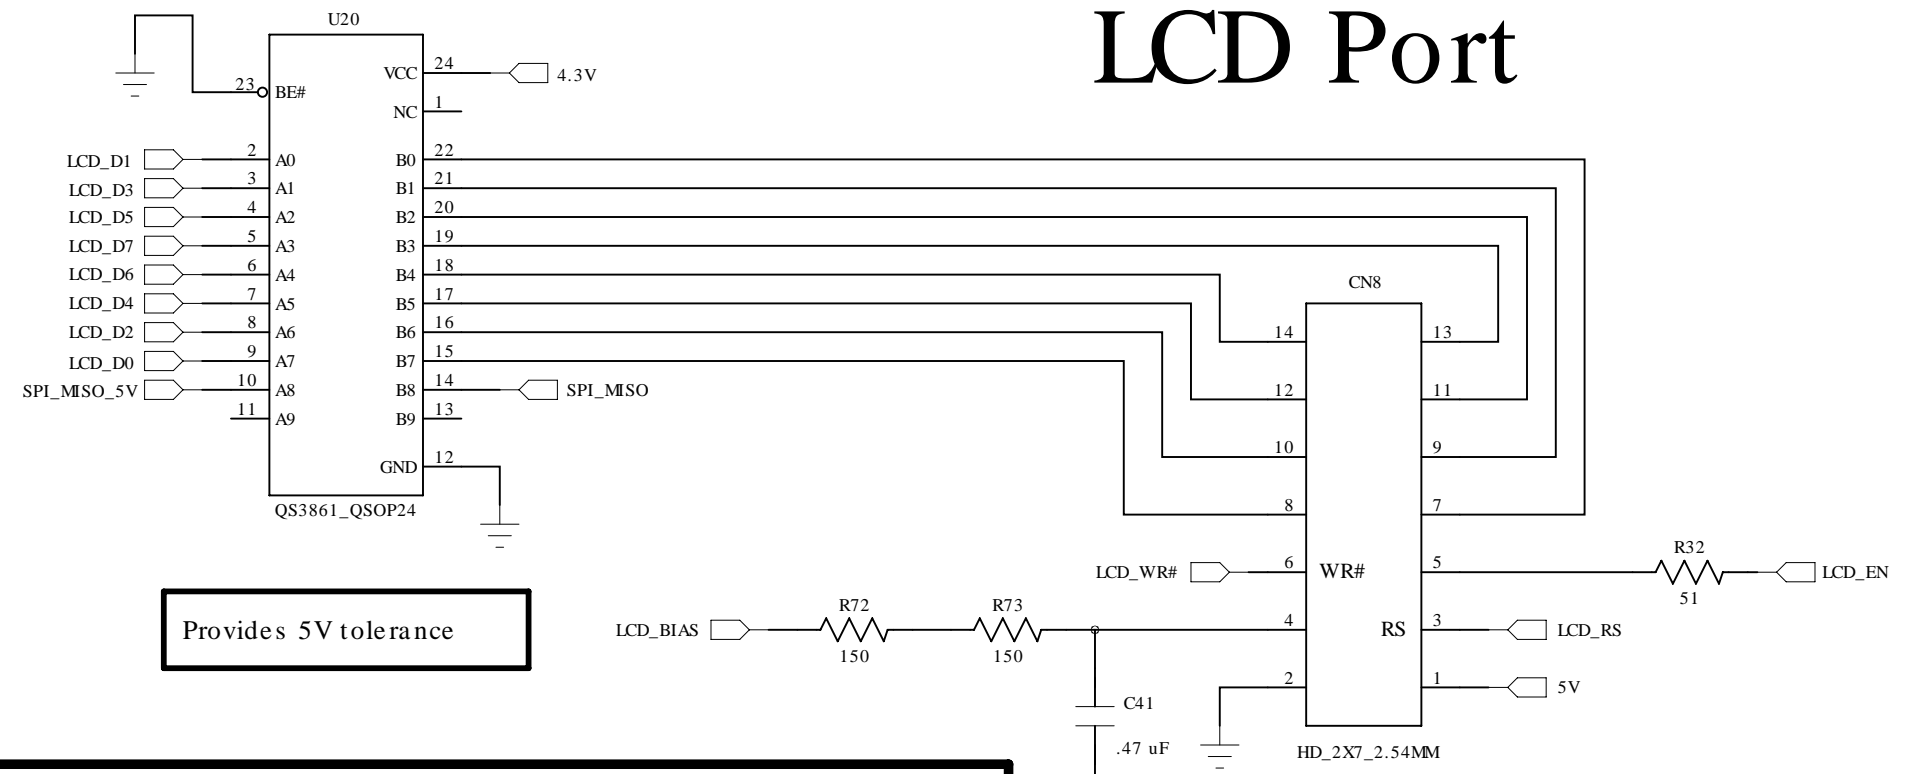 LCD Port
U20
23 BE#
VCC 24 4.3V
NC 1
LCD_D1 2 A0 B0 22
LCD_D3 3 A1 B1 21
LCD_D5 4 A2 B2 20
LCD_D7 5 A3 B3 19
LCD_D6 6 A4 B4 18
LCD_D4 7 A5 B5 17
LCD_D2 8 A6 B6 16
LCD_D0 9 A7 B7 15
SPI_MISO_5V 10 A8 B8 14 SPI_MISO
11 A9 B9 13
GND 12
QS3861_QSOP24
Provides 5V tolerance
CN8
14 13
12 11
10 9
8 7
LCD_WR# 6 WR# 5 R32 51 LCD_EN
LCD_BIAS R72 150 R73 150 4 RS 3 LCD_RS
2 1 5V
C41
.47 uF
HD_2X7_2.54MM